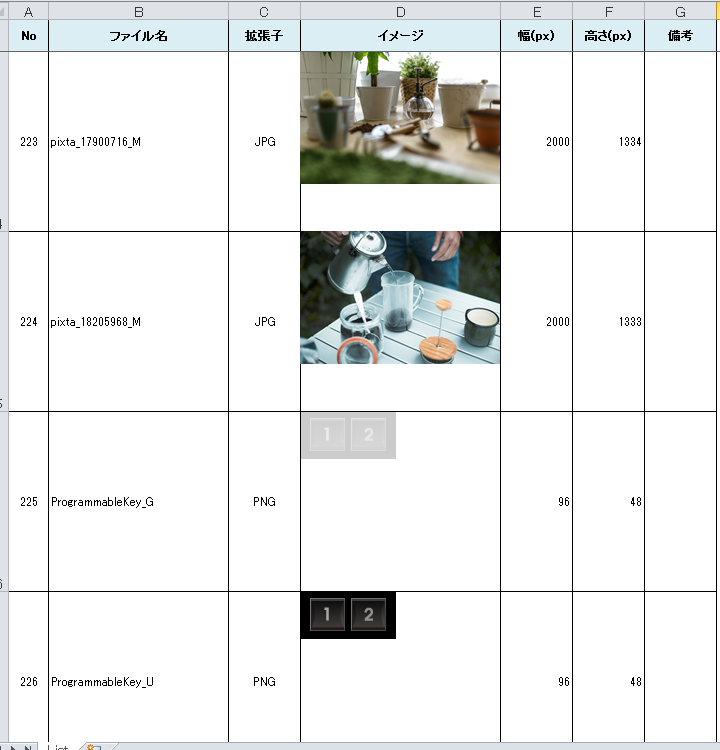 A B C D E F G
No ファイル名 拡張子 イメージ 幅(px) 高さ(px) 備考
223 pixta_17900716_M JPG 2000 1334
224 pixta_18205968_M JPG 2000 1333
1 2
225 ProgrammableKey_G PNG 96 48
1 2
226 ProgrammableKey_U PNG 96 48